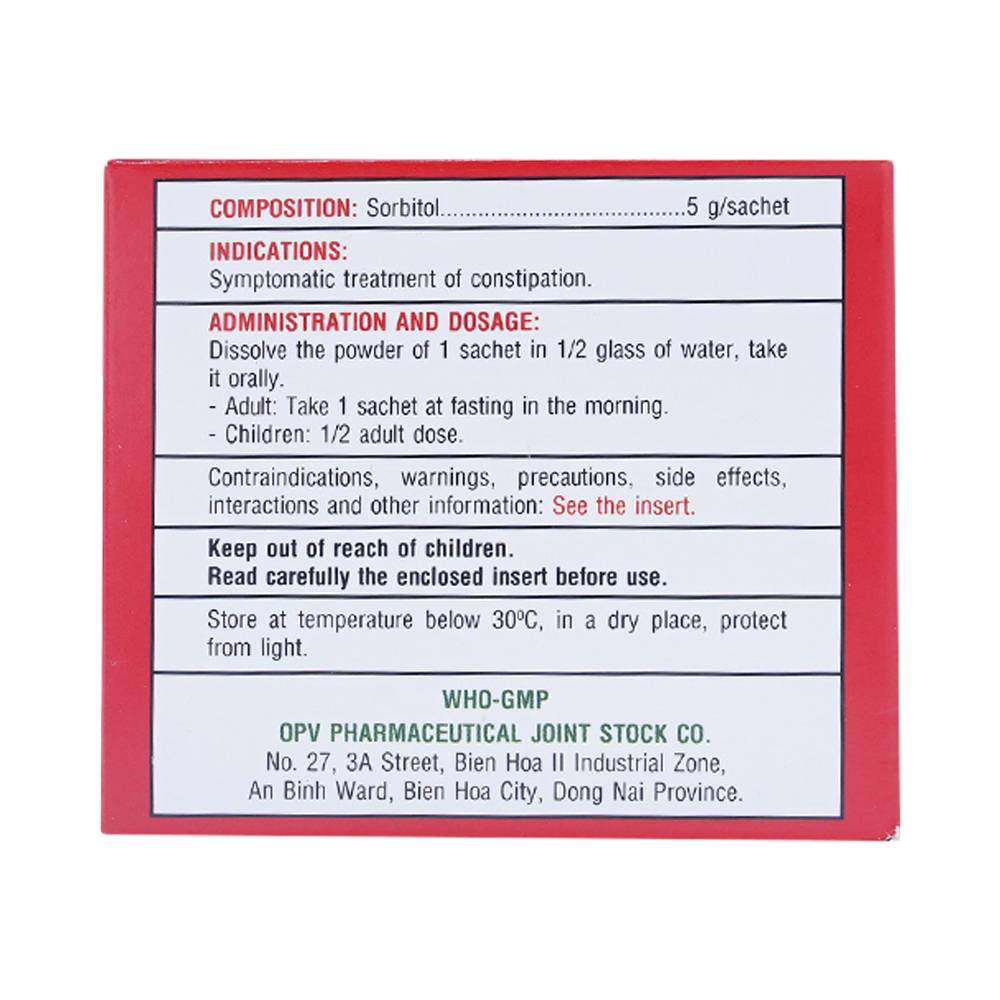 COMPOSITION: Sorbitol.......................................5 g/sachet
INDICATIONS:
Symptomatic treatment of constipation.
ADMINISTRATION AND DOSAGE:
Dissolve the powder of 1 sachet in 1/2 glass of water, take
it orally.
- Adult: Take 1 sachet at fasting in the morning.
- Children: 1/2 adult dose.
Contraindications, warnings, precautions, side effects,
interactions and other information: See the insert.
Keep out of reach of children.
Read carefully the enclosed insert before use.
Store at temperature below 30ºC, in a dry place, protect
from light.
WHO-GMP
OPV PHARMACEUTICAL JOINT STOCK CO.
No. 27, 3A Street, Bien Hoa II Industrial Zone,
An Binh Ward, Bien Hoa City, Dong Nai Province.